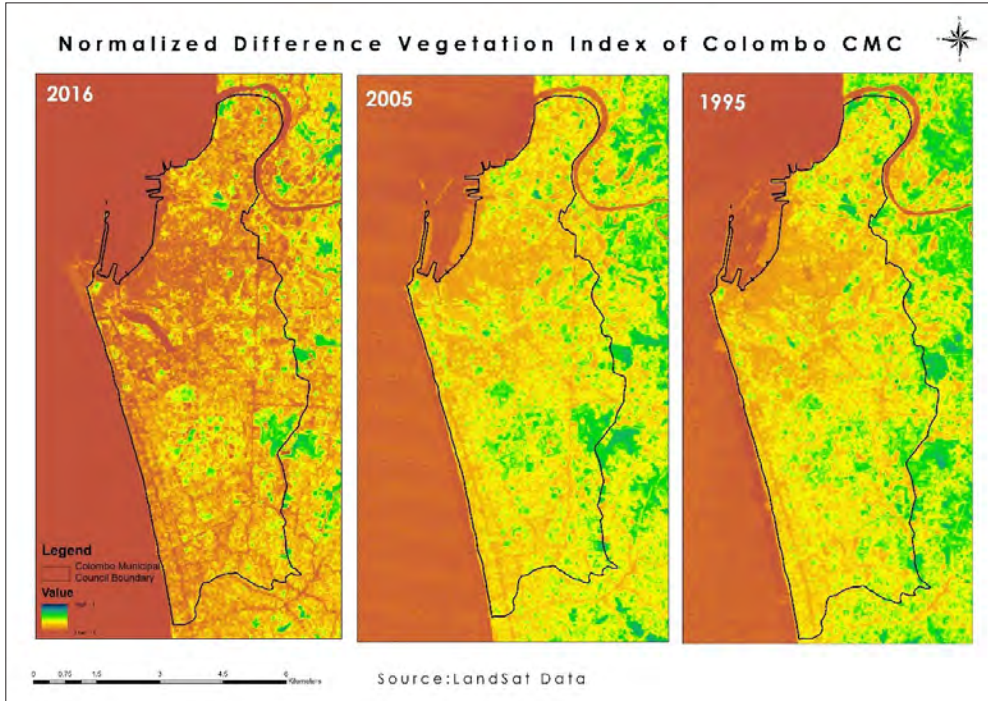 Normalized Difference Vegetation Index of Colombo CMC
2016
2005
1995
Legend
Colombo Municipal
Council Boundary
Value
0 0.75 1.5 3 4.5 6
Kilometers
Source:LandSat Data